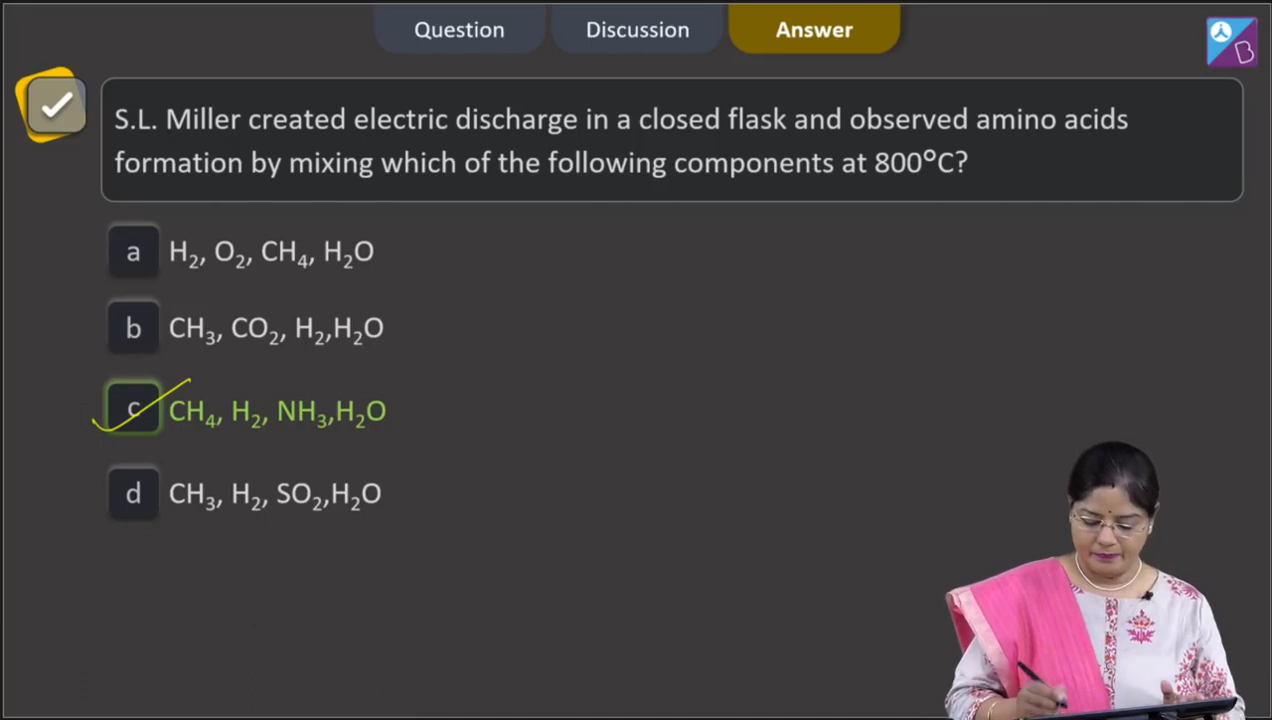 Question Discussion Answer
B
S.L. Miller created electric discharge in a closed flask and observed amino acids
formation by mixing which of the following components at 800°C?
a H₂, O₂, CH₄, H₂O
b CH₃, CO₂, H₂,H₂O
c CH₄, H₂, NH₃,H₂O
d CH₃, H₂, SO₂,H₂O